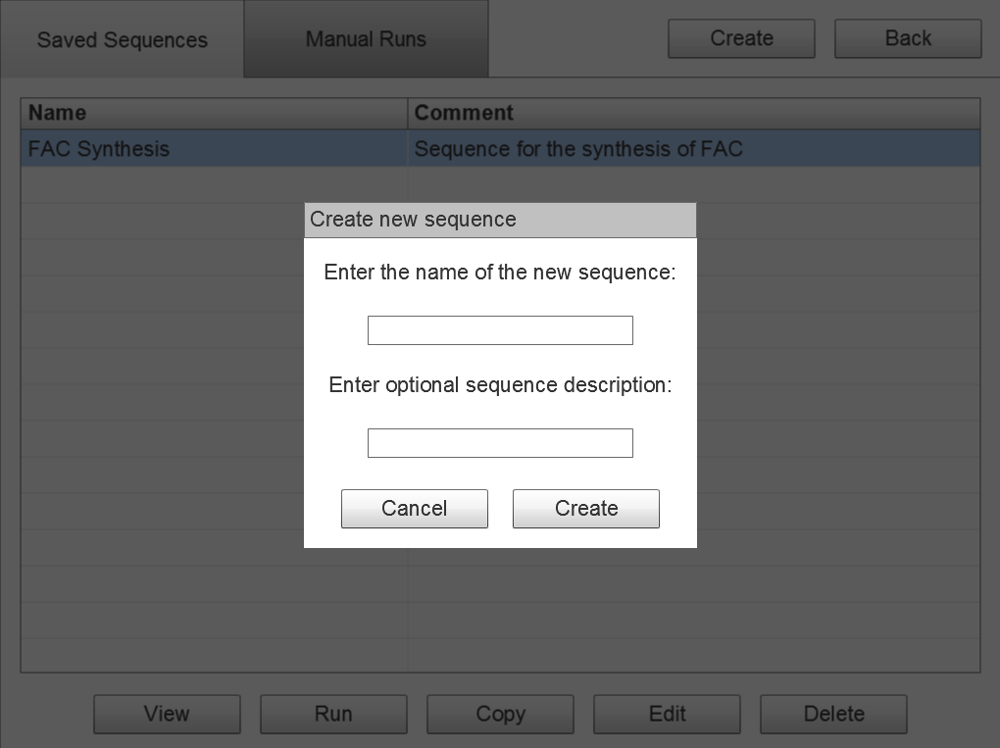 Saved Sequences
Manual Runs
Create
Back
Name
Comment
FAC Synthesis
Sequence for the synthesis of FAC
Create new sequence
Enter the name of the new sequence:
Enter optional sequence description:
Cancel
Create
View
Run
Copy
Edit
Delete